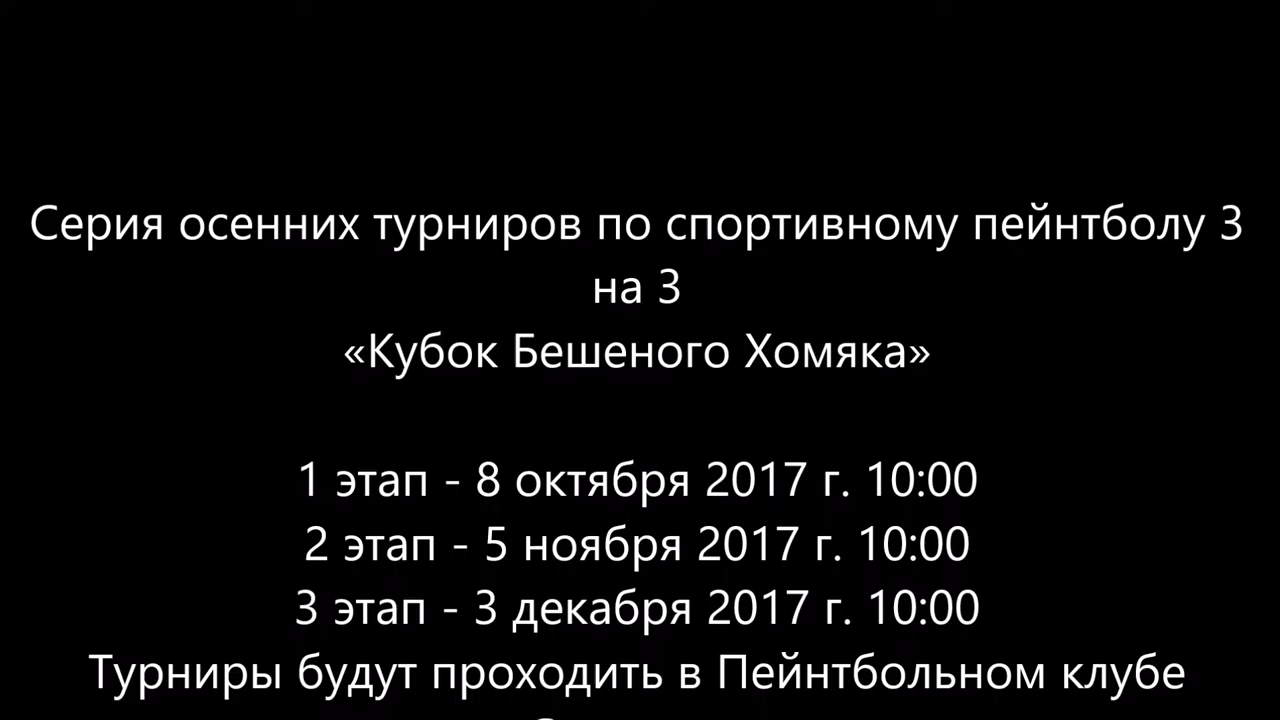 Серия осенних турниров по спортивному пейнтболу 3
на 3
«Кубок Бешеного Хомяка»
1 этап - 8 октября 2017 г. 10:00
2 этап - 5 ноября 2017 г. 10:00
3 этап - 3 декабря 2017 г. 10:00
Турниры будут проходить в Пейнтбольном клубе